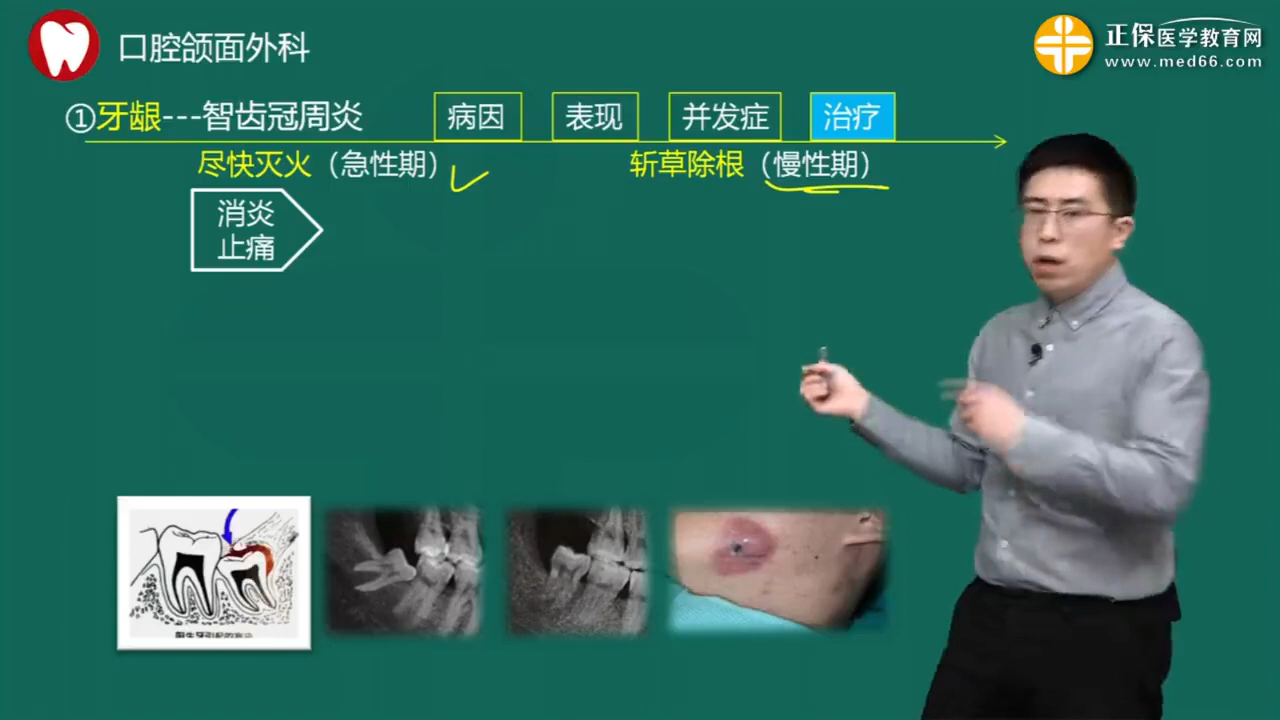 口腔颌面外科
正保医学教育网
www.med66.com
①牙龈---智齿冠周炎
病因
表现
并发症
治疗
尽快灭火（急性期）
斩草除根（慢性期）
消炎
止痛